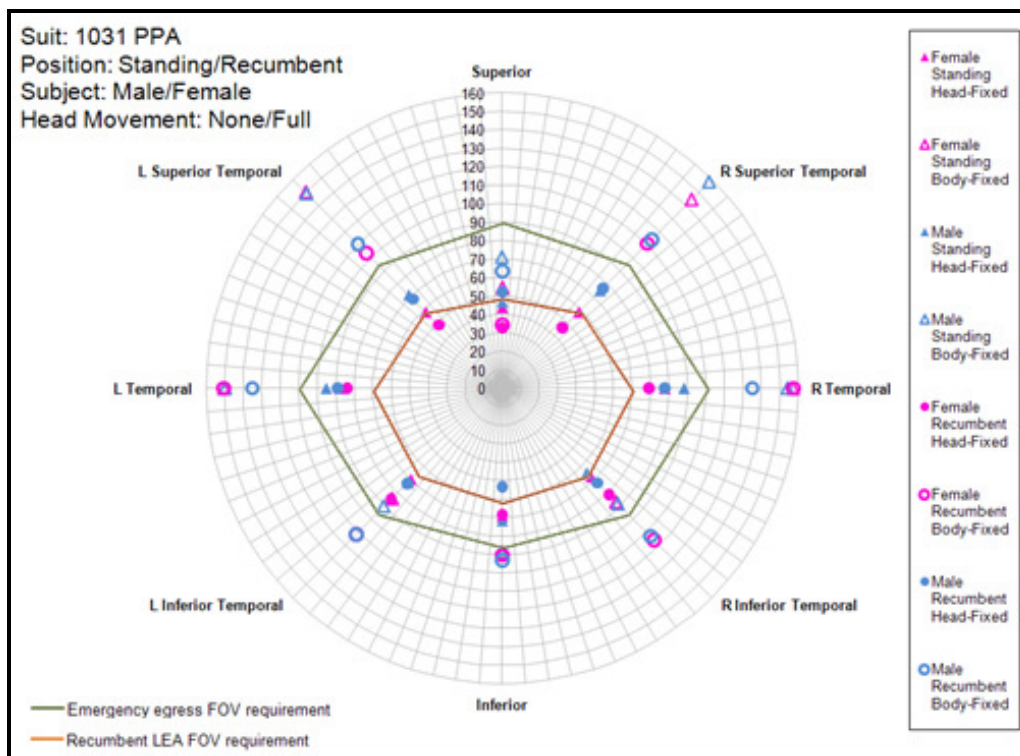 Suit: 1031 PPA
Position: Standing/Recumbent
Subject: Male/Female
Head Movement: None/Full
Superior
160
150
140
130
120
110
100
90
80
70
60
50
40
30
20
10
0
L Superior Temporal
R Superior Temporal
L Temporal
R Temporal
L Inferior Temporal
R Inferior Temporal
Inferior
Emergency egress FOV requirement
Recumbent LEA FOV requirement
Female
Standing
Head-Fixed
Female
Standing
Body-Fixed
Male
Standing
Head-Fixed
Male
Standing
Body-Fixed
Female
Recumbent
Head-Fixed
Female
Recumbent
Body-Fixed
Male
Recumbent
Head-Fixed
Male
Recumbent
Body-Fixed